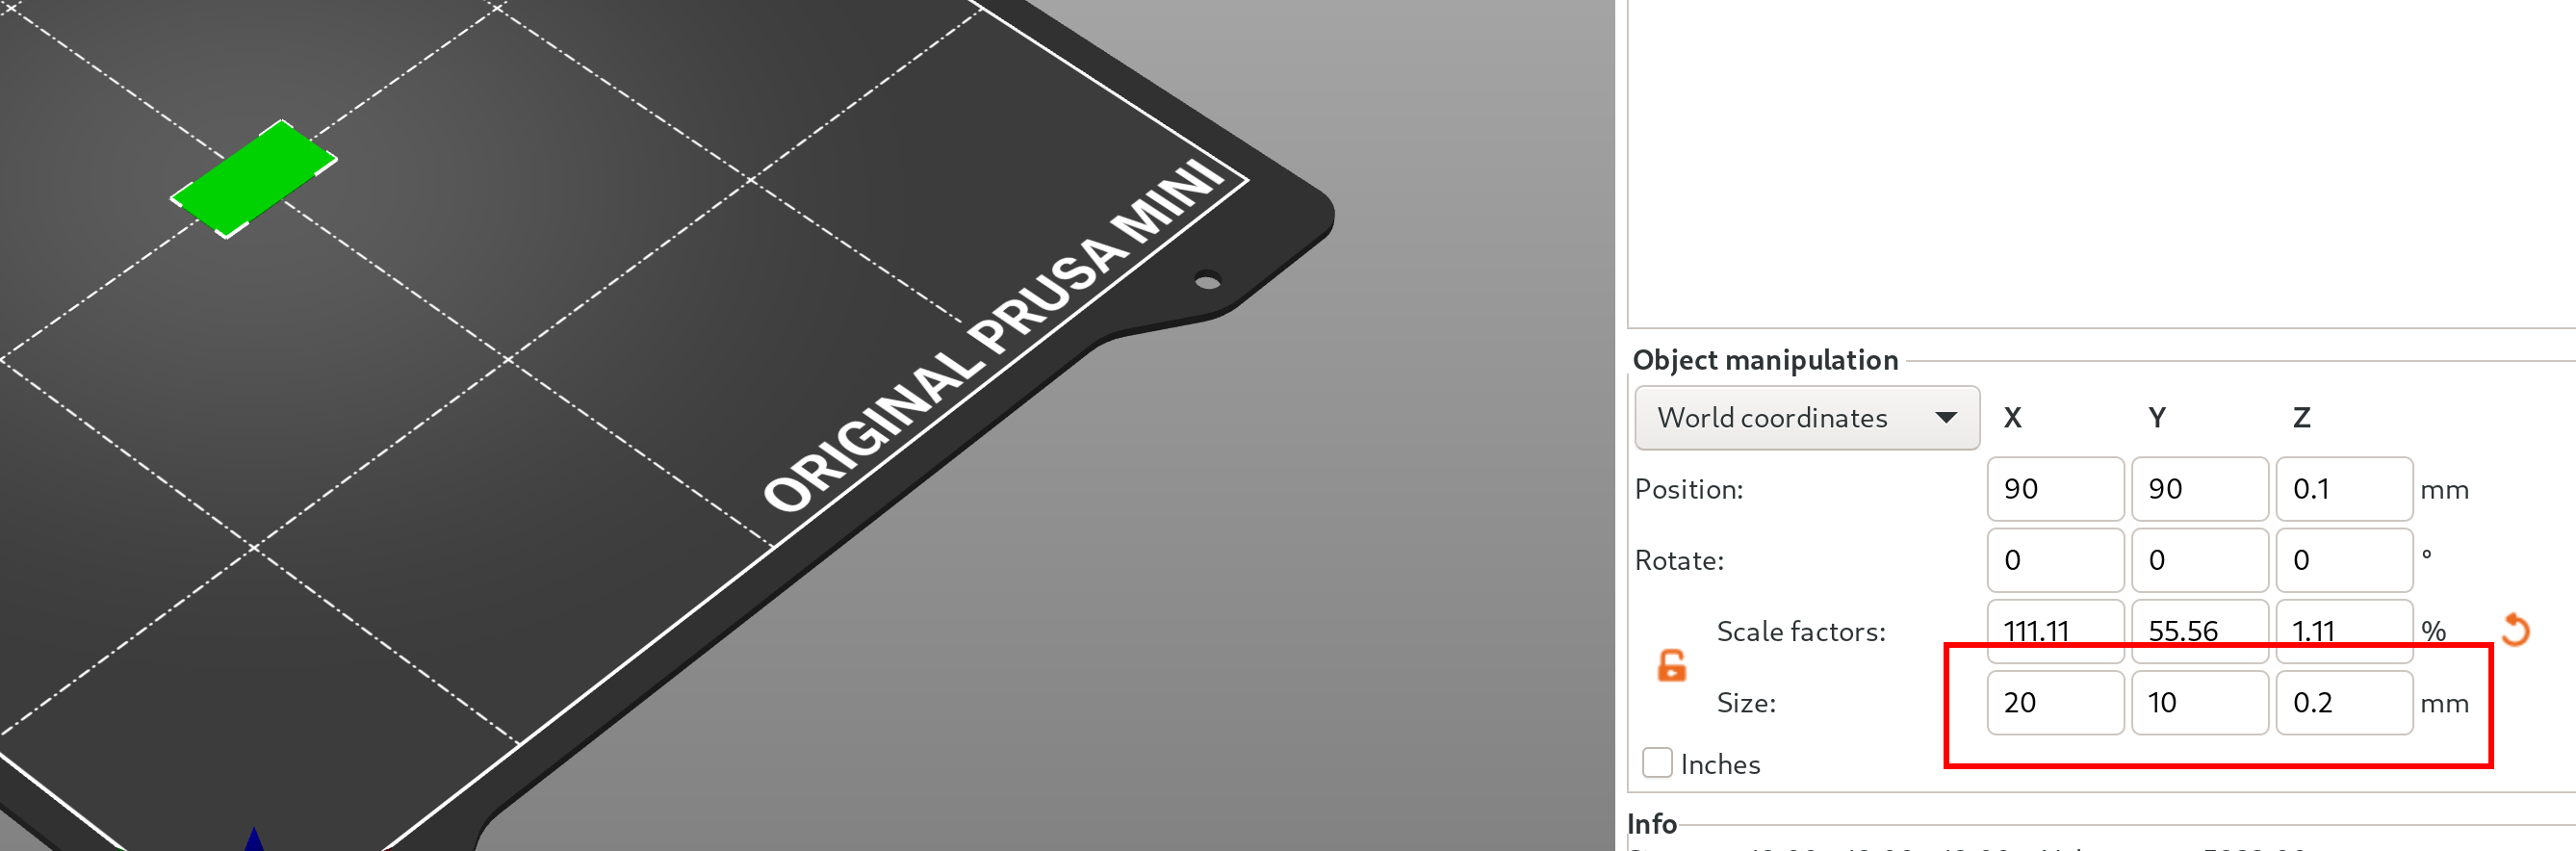 ORIGINAL PRUSA MINI
Object manipulation
World coordinates X Y Z
Position: 90 90 0.1 mm
Rotate: 0 0 0 °
Scale factors: 111.11 55.56 1.11 %
Size: 20 10 0.2 mm
Inches
Info